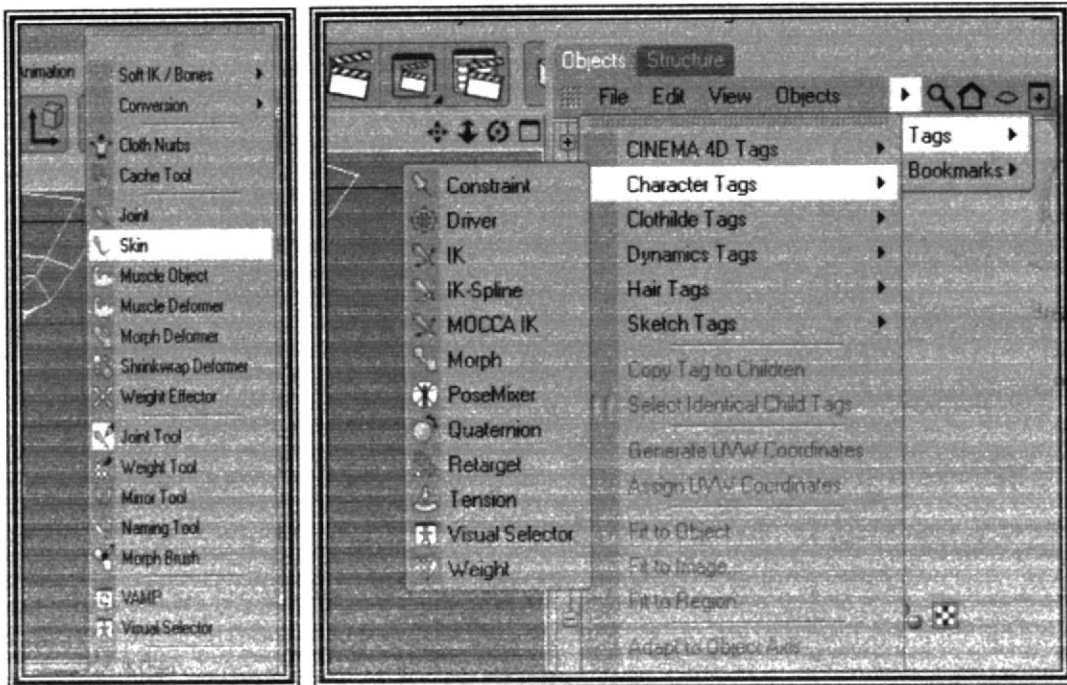 Animation
Soft IK / Bones
Conversion
Cloth Nurbs
Cache Tool
Joint
Skin
Muscle Object
Muscle Deformer
Morph Deformer
Shrinkwrap Deformer
Weight Effector
Joint Tool
Weight Tool
Mirror Tool
Naming Tool
Morph Brush
VAMP
Visual Selector
Objects Structure
File Edit View Objects
Tags
Bookmarks
CINEMA 4D Tags
Character Tags
Clothilde Tags
Dynamics Tags
Hair Tags
Sketch Tags
Copy Tag to Children
Select Identical Child Tags
Generate UVW Coordinates
Assign UVW Coordinates
Fit to Object
Fit to Image
Fit to Region
Adapt to Object Axis
Constraint
Driver
IK
IK-Spline
MOCCA IK
Morph
PoseMixer
Quaternion
Retarget
Tension
Visual Selector
Weight